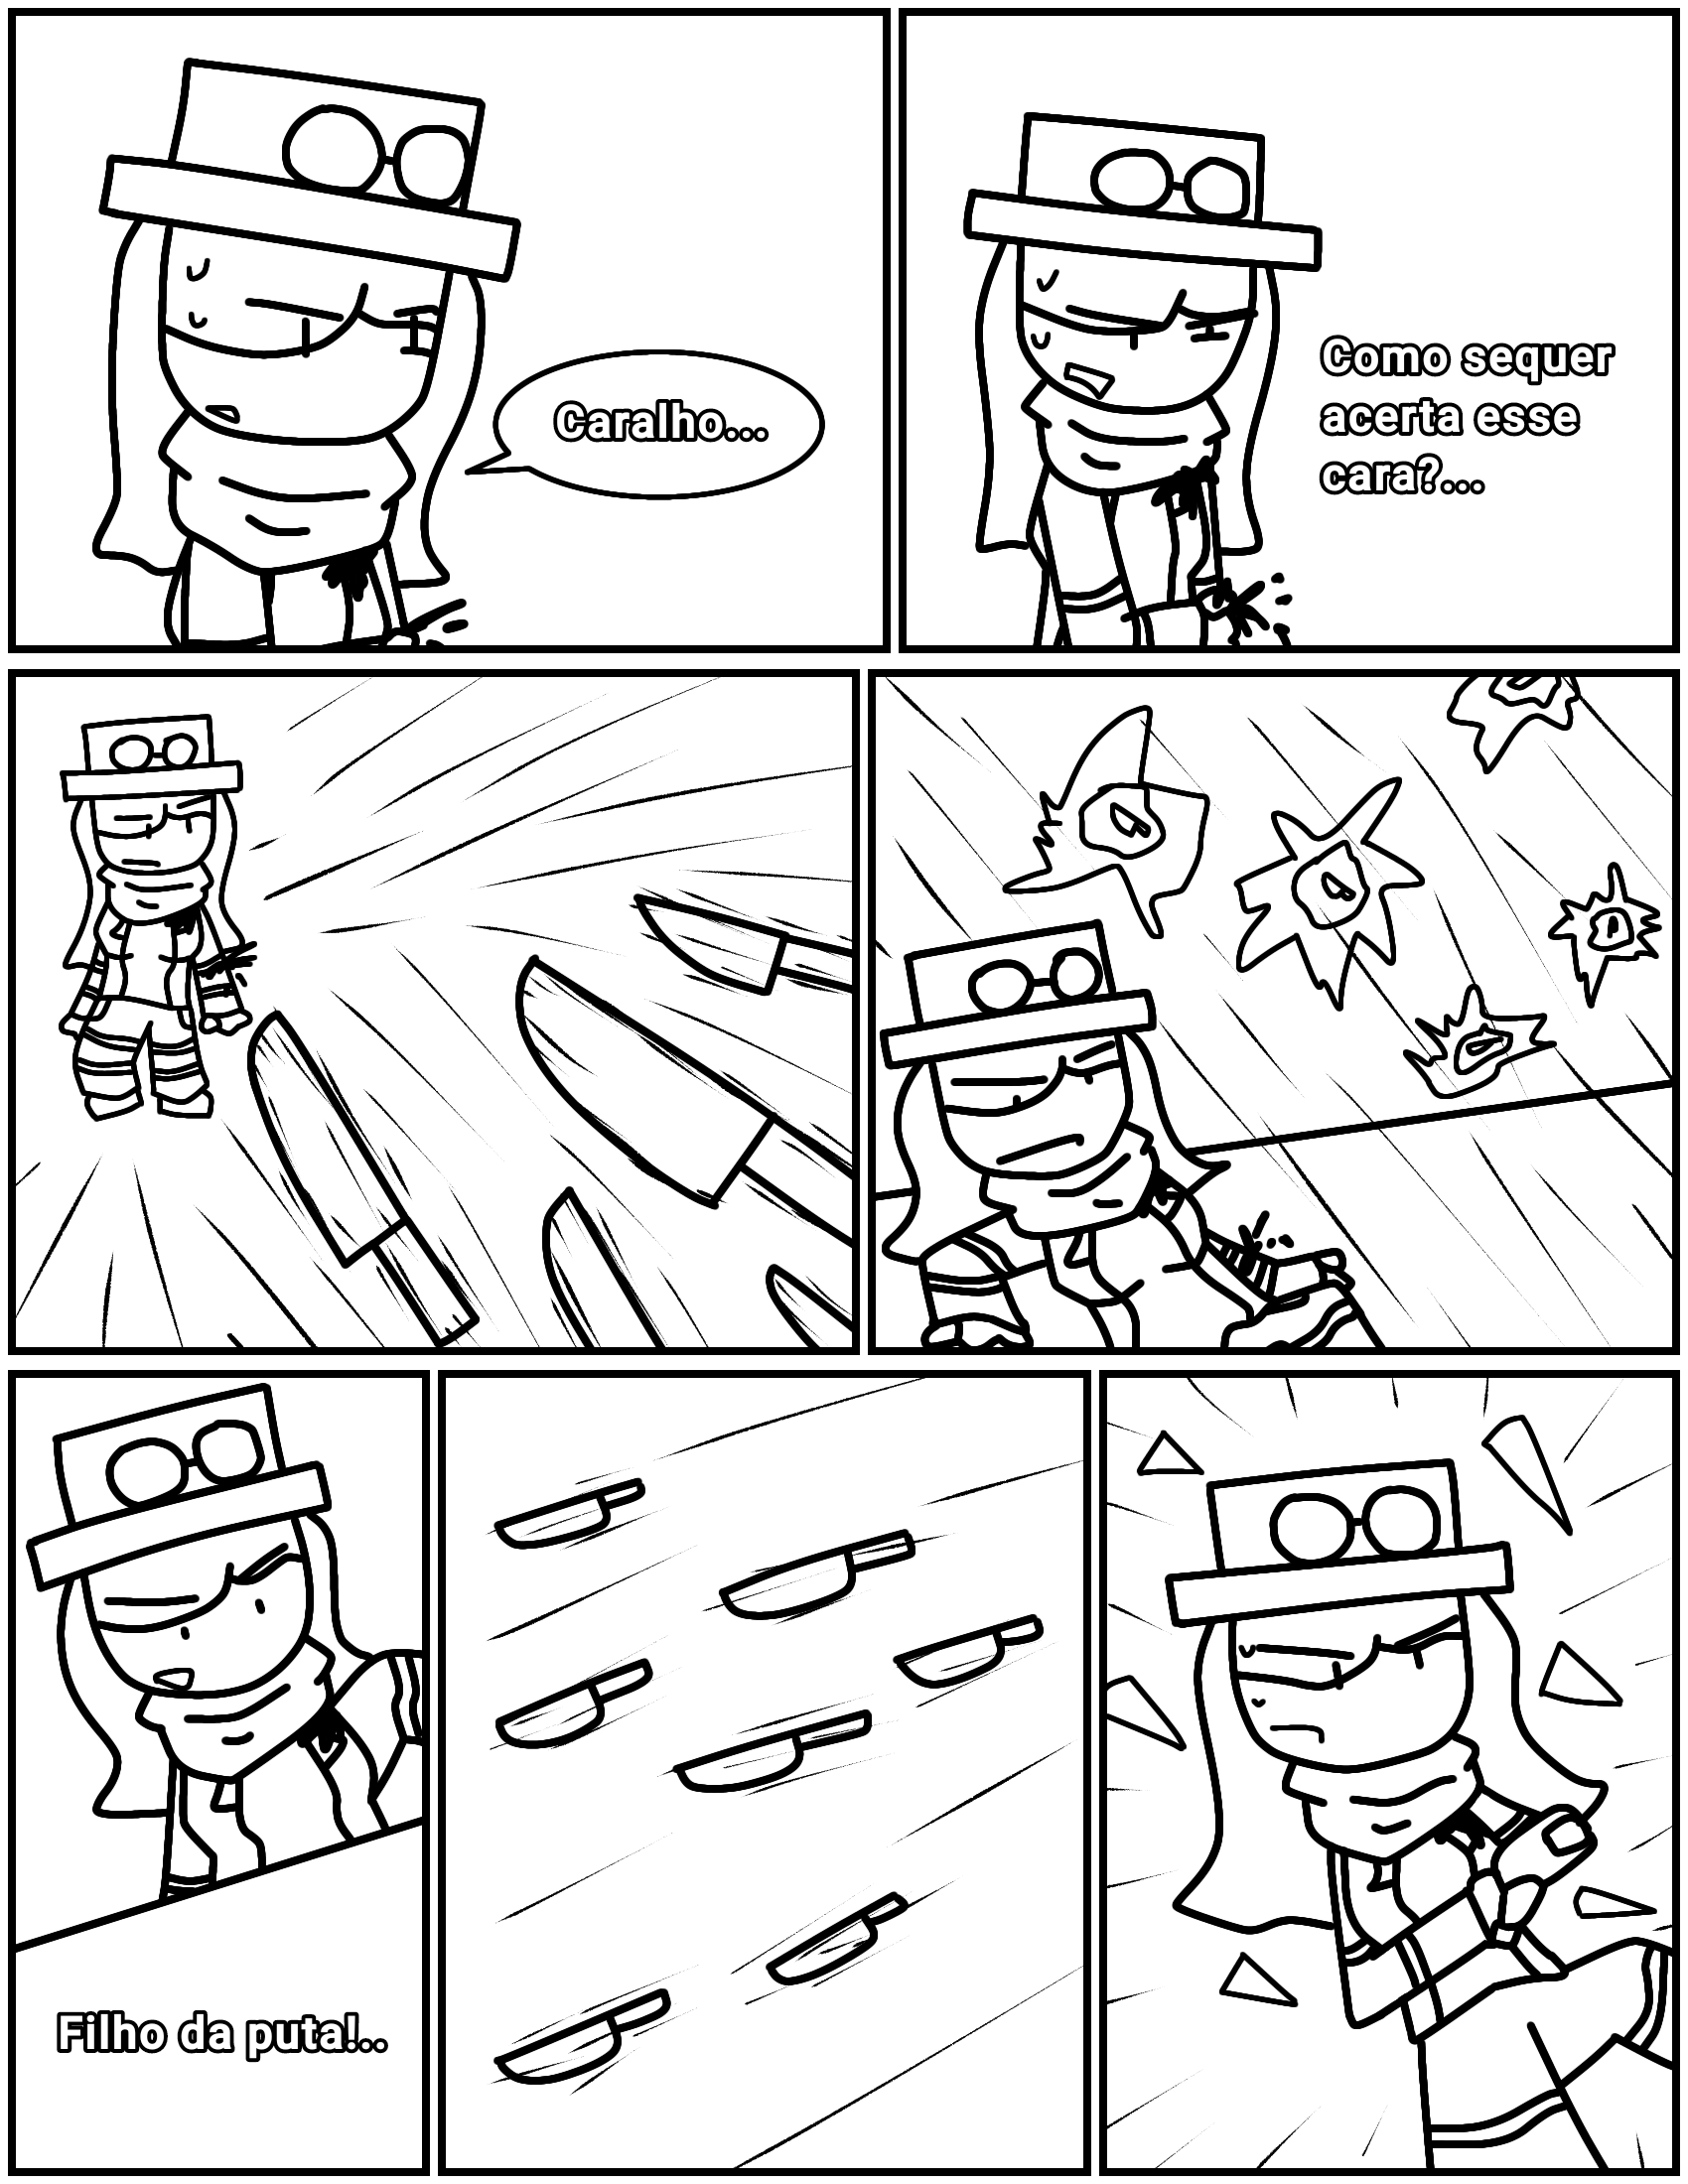 Caralho...
Como sequer
acerta esse
cara?...
Filho da puta!..